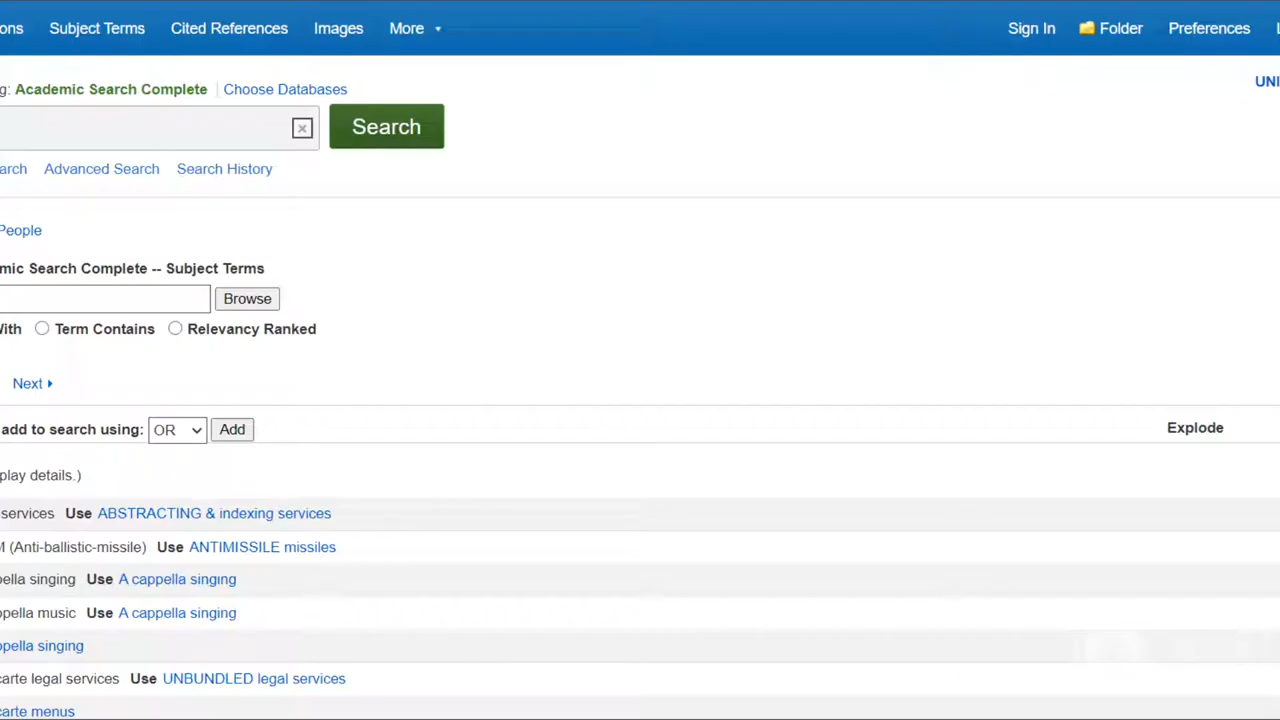 ons Subject Terms Cited References Images More Sign In Folder Preferences
g: Academic Search Complete Choose Databases UNI
Search
arch Advanced Search Search History
People
mic Search Complete -- Subject Terms
Browse
With Term Contains Relevancy Ranked
Next
add to search using: OR Add Explode
play details.)
services Use ABSTRACTING & indexing services
M (Anti-ballistic-missile) Use ANTIMISSILE missiles
pella singing Use A cappella singing
ppella music Use A cappella singing
ppella singing
carte legal services Use UNBUNDLED legal services
carte menus